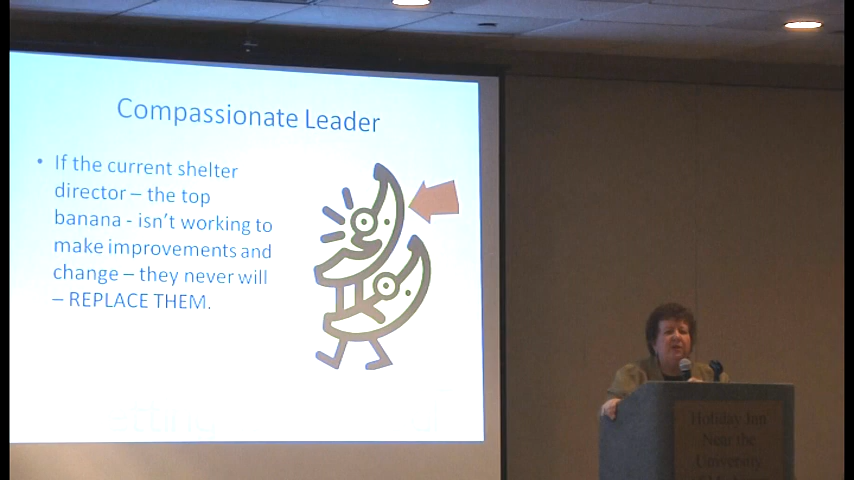 Compassionate Leader
• If the current shelter
director – the top
banana - isn't working to
make improvements and
change – they never will
– REPLACE THEM.
Holiday Inn
Near the
University